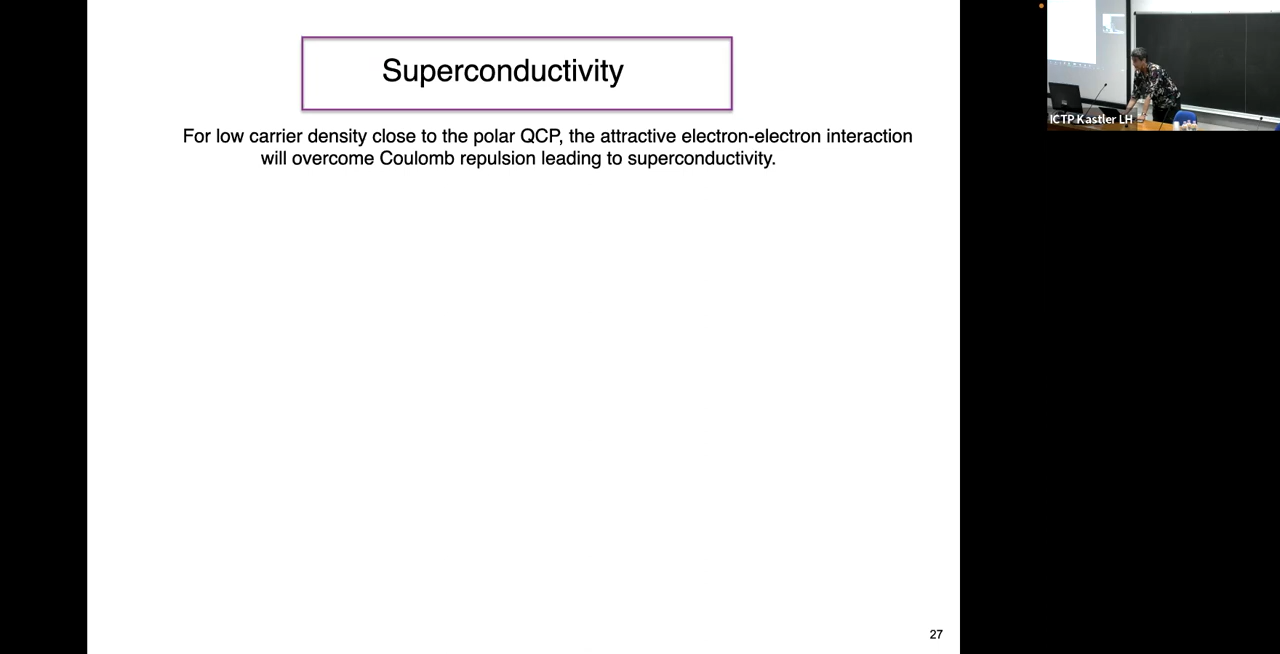 Superconductivity
For low carrier density close to the polar QCP, the attractive electron-electron interaction
will overcome Coulomb repulsion leading to superconductivity.
27
ICTP Kastler LH